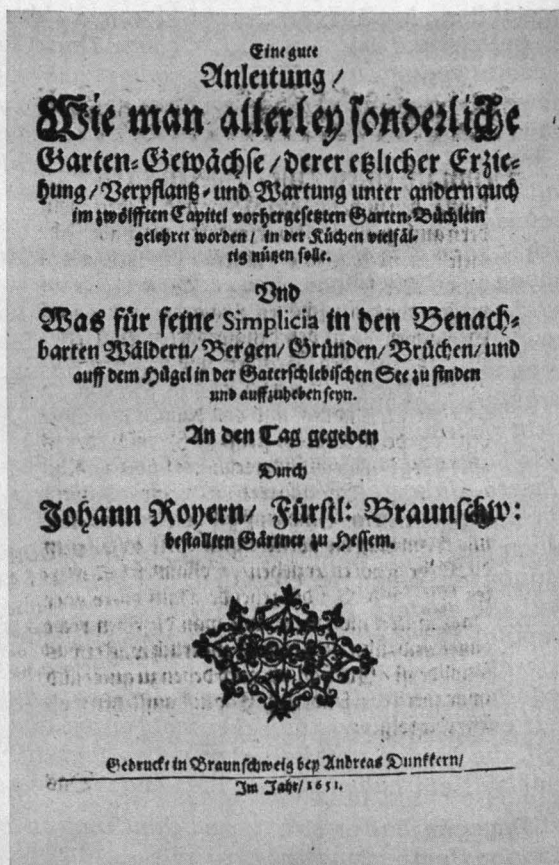 Eine gute
Anleitung /
Wie man allerley sonderliche
Garten-Gewächse / derer etzlicher Erzie-
hung / Verpflantz- und Wartung unter andern auch
im zwölfften Capitel vorhergesetzten Garten-Büchlein
gelehret worden / in der Küchen vielfäl-
tig nützen solle.
Und
Was für feine Simplicia in den Benach-
barten Wäldern / Bergen / Gründen / Brüchen / und
auff dem Hügel in der Gaterschlebischen See zu finden
und auffzuheben seyn.
An den Tag gegeben
Durch
Johann Royern / Fürstl: Braunschw:
bestallten Gärtner zu Hessem.
Gedruckt in Braunschweig bey Andreas Dunckern /
Im Jahr / 1651.